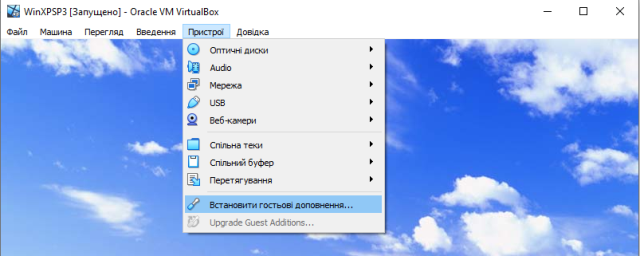 WinXPSP3 [Запущено] - Oracle VM VirtualBox
Файл Машина Перегляд Введення Пристрої Довідка
Оптичні диски
Audio
Мережа
USB
Веб-камери
Спільна теки
Спільний буфер
Перетягування
Встановити гостьові доповнення...
Upgrade Guest Additions...